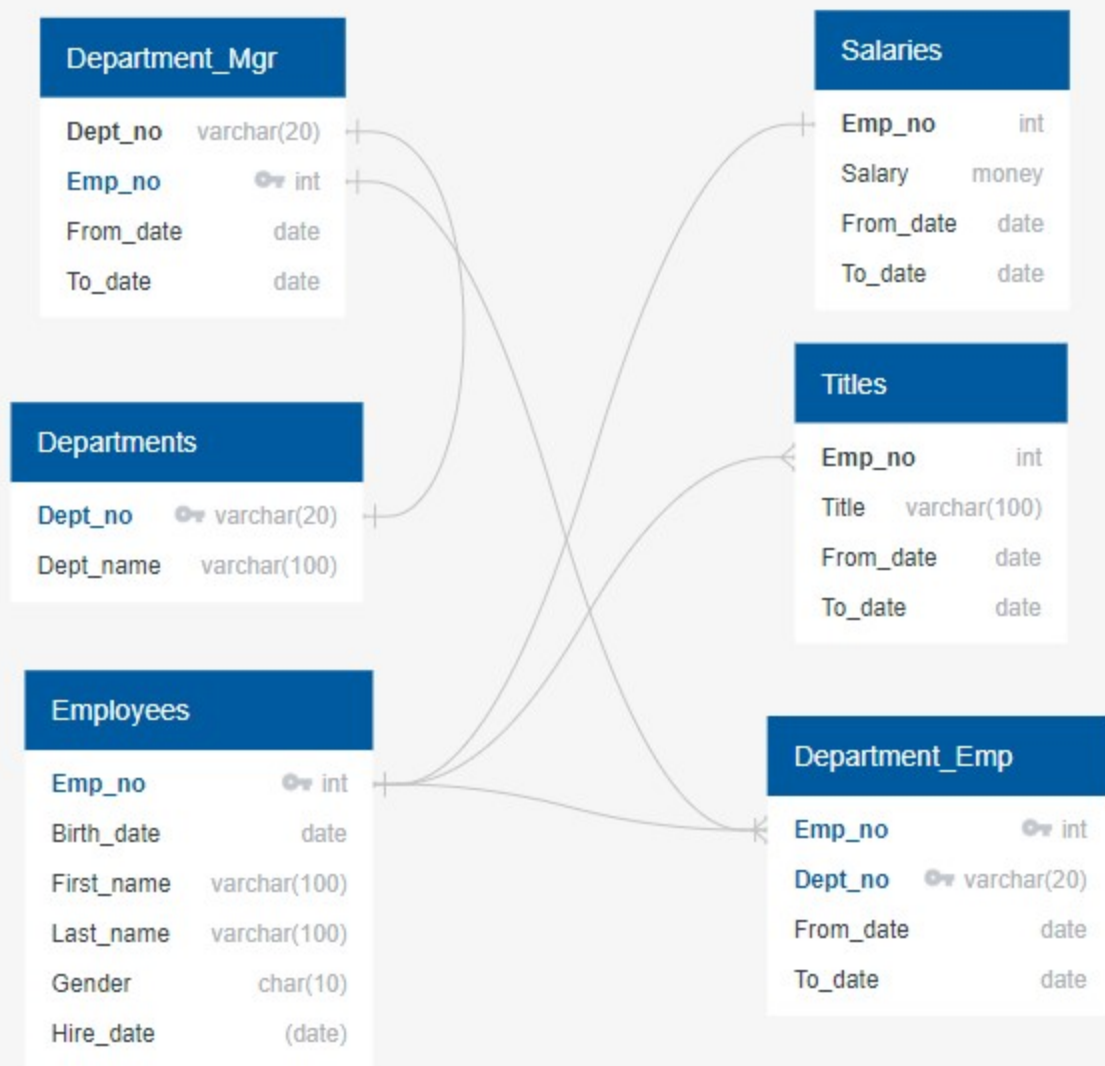 Department_Mgr
Dept_no varchar(20)
Emp_no int
From_date date
To_date date
Departments
Dept_no varchar(20)
Dept_name varchar(100)
Employees
Emp_no int
Birth_date date
First_name varchar(100)
Last_name varchar(100)
Gender char(10)
Hire_date (date)
Salaries
Emp_no int
Salary money
From_date date
To_date date
Titles
Emp_no int
Title varchar(100)
From_date date
To_date date
Department_Emp
Emp_no int
Dept_no varchar(20)
From_date date
To_date date